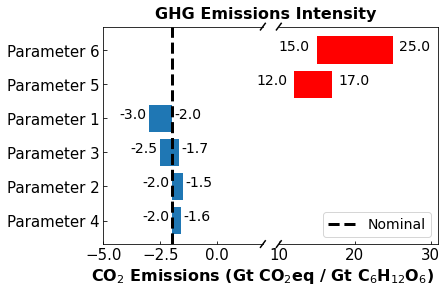 GHG Emissions Intensity
Parameter 6 15.0 25.0
Parameter 5 12.0 17.0
Parameter 1 -3.0 -2.0
Parameter 3 -2.5 -1.7
Parameter 2 -2.0 -1.5
Parameter 4 -2.0 -1.6
Nominal
-5.0 -2.5 0.0 10 20 30
CO₂ Emissions (Gt CO₂eq / Gt C₆H₁₂O₆)